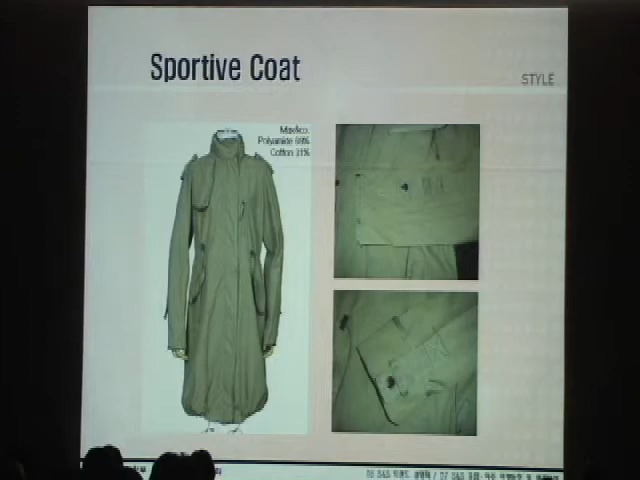 Sportive Coat
STYLE
Max&co.
Polyamide 69%
Cotton 31%